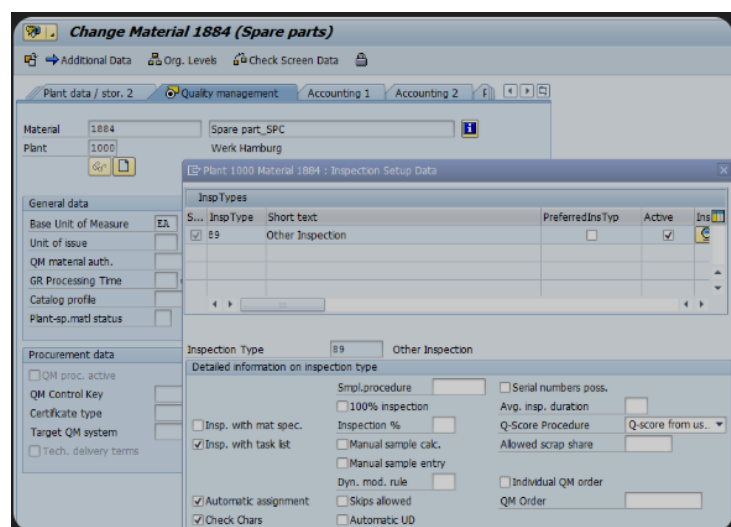 Change Material 1884 (Spare parts)
Additional Data Org. Levels Check Screen Data
Plant data / stor. 2 Quality management Accounting 1 Accounting 2
Material 1884 Spare part_SPC
Plant 1000 Werk Hamburg
Plant 1000 Material 1884 : Inspection Setup Data
General data
Base Unit of Measure EA
Unit of issue
QM material auth.
GR Processing Time
Catalog profile
Plant-sp.matl status
Procurement data
QM proc. active
QM Control Key
Certificate type
Target QM system
Tech. delivery terms
InspTypes
S... InspType Short text PreferredInsTyp Active Ins
89 Other Inspection
Inspection Type 89 Other Inspection
Detailed information on inspection type
Smpl.procedure Serial numbers poss.
100% inspection Avg. insp. duration
Insp. with mat spec. Inspection % Q-Score Procedure Q-score from us..
Insp. with task list Manual sample calc. Allowed scrap share
Manual sample entry
Dyn. mod. rule Individual QM order
Automatic assignment Skips allowed QM Order
Check Chars Automatic UD